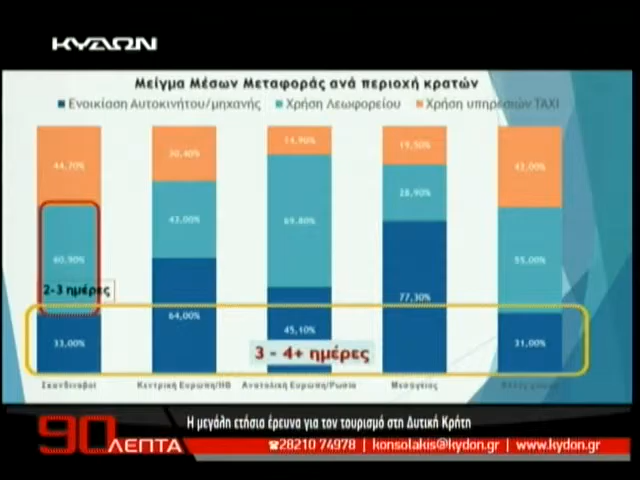 ΚΥΔΩΝ
Μείγμα Μέσων Μεταφοράς ανά περιοχή κρατών
Ενοικίαση Αυτοκινήτου/μηχανής Χρήση Λεωφορείου Χρήση υπηρεσιών TAXI
44,70% 30,40% 14,90% 19,50% 43,00%
60,90% 43,00% 69,80% 28,90% 55,00%
2-3 ημέρες
33,00% 64,00% 45,10% 77,30% 31,00%
3 - 4+ ημέρες
Σκανδιναβοί Κεντρική Ευρώπη/ΗΒ Ανατολική Ευρώπη/Ρωσία Μεσόγειος
Η μεγάλη ετήσια έρευνα για τον τουρισμό στη Δυτική Κρήτη
90 ΛΕΠΤΑ
☎28210 74978 | konsolakis@kydon.gr | www.kydon.gr